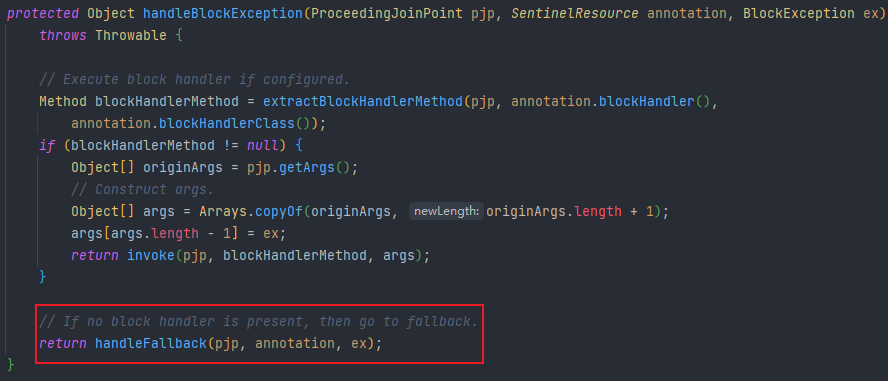 protected Object handleBlockException(ProceedingJoinPoint pjp, SentinelResource annotation, BlockException ex)
    throws Throwable {

    // Execute block handler if configured.
    Method blockHandlerMethod = extractBlockHandlerMethod(pjp, annotation.blockHandler(),
        annotation.blockHandlerClass());
    if (blockHandlerMethod != null) {
        Object[] originArgs = pjp.getArgs();
        // Construct args.
        Object[] args = Arrays.copyOf(originArgs, newLength: originArgs.length + 1);
        args[args.length - 1] = ex;
        return invoke(pjp, blockHandlerMethod, args);
    }

    // If no block handler is present, then go to fallback.
    return handleFallback(pjp, annotation, ex);
}